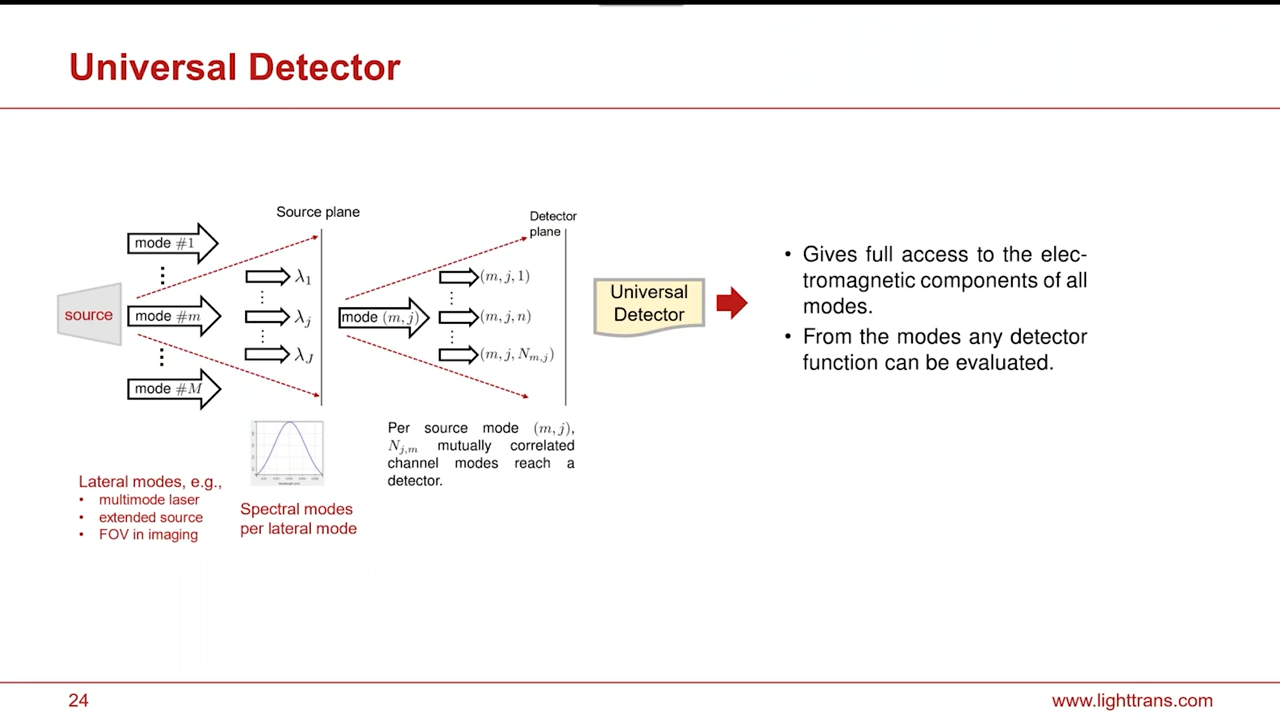 Universal Detector
Source plane
Detector
plane
mode #1
⋮
source
mode #m
⋮
mode #M
λ₁
⋮
λⱼ
⋮
λ_J
mode (m, j)
(m, j, 1)
⋮
(m, j, n)
⋮
(m, j, N_{m,j})
Universal
Detector
• Gives full access to the elec-
tromagnetic components of all
modes.
• From the modes any detector
function can be evaluated.
Per source mode (m, j),
N_{j,m} mutually correlated
channel modes reach a
detector.
Lateral modes, e.g.,
• multimode laser
• extended source
• FOV in imaging
Spectral modes
per lateral mode
24
www.lighttrans.com